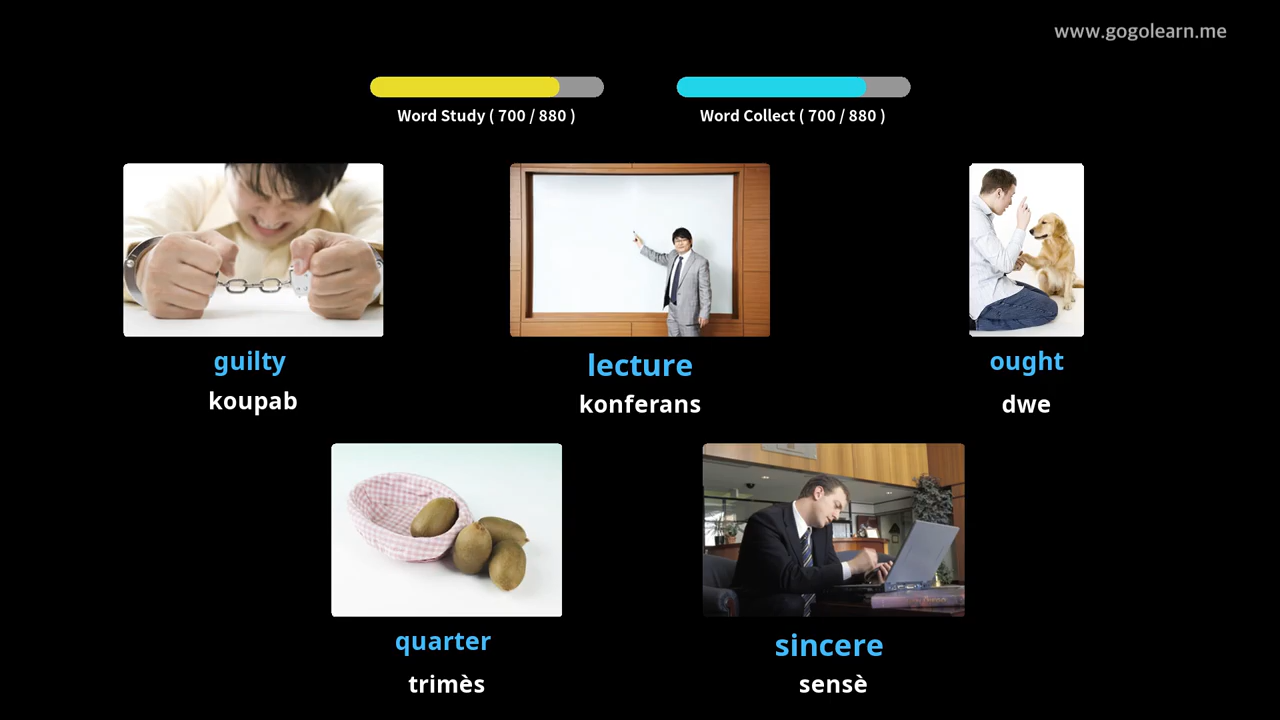 www.gogolearn.me
Word Study ( 700 / 880 )
Word Collect ( 700 / 880 )
guilty
koupab
lecture
konferans
ought
dwe
quarter
trimès
sincere
sensè